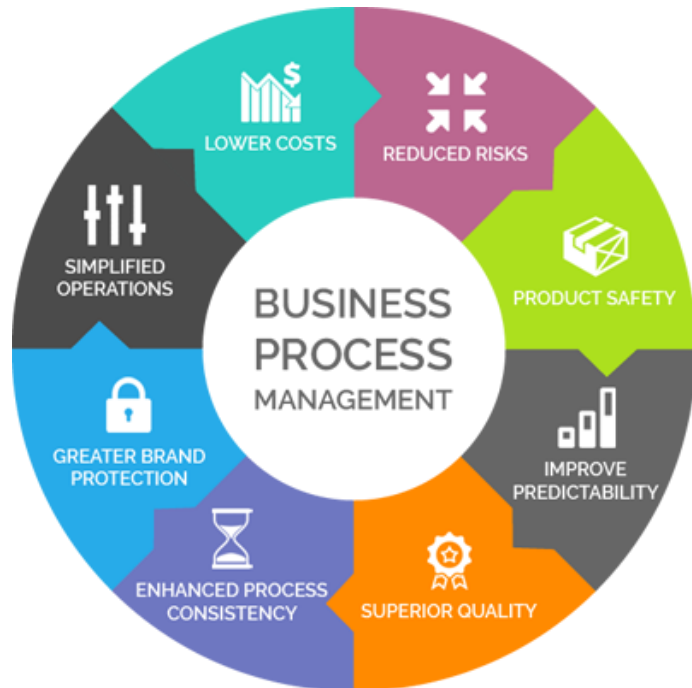 LOWER COSTS
REDUCED RISKS
PRODUCT SAFETY
IMPROVE
PREDICTABILITY
SUPERIOR QUALITY
ENHANCED PROCESS
CONSISTENCY
GREATER BRAND
PROTECTION
SIMPLIFIED
OPERATIONS
BUSINESS
PROCESS
MANAGEMENT
$